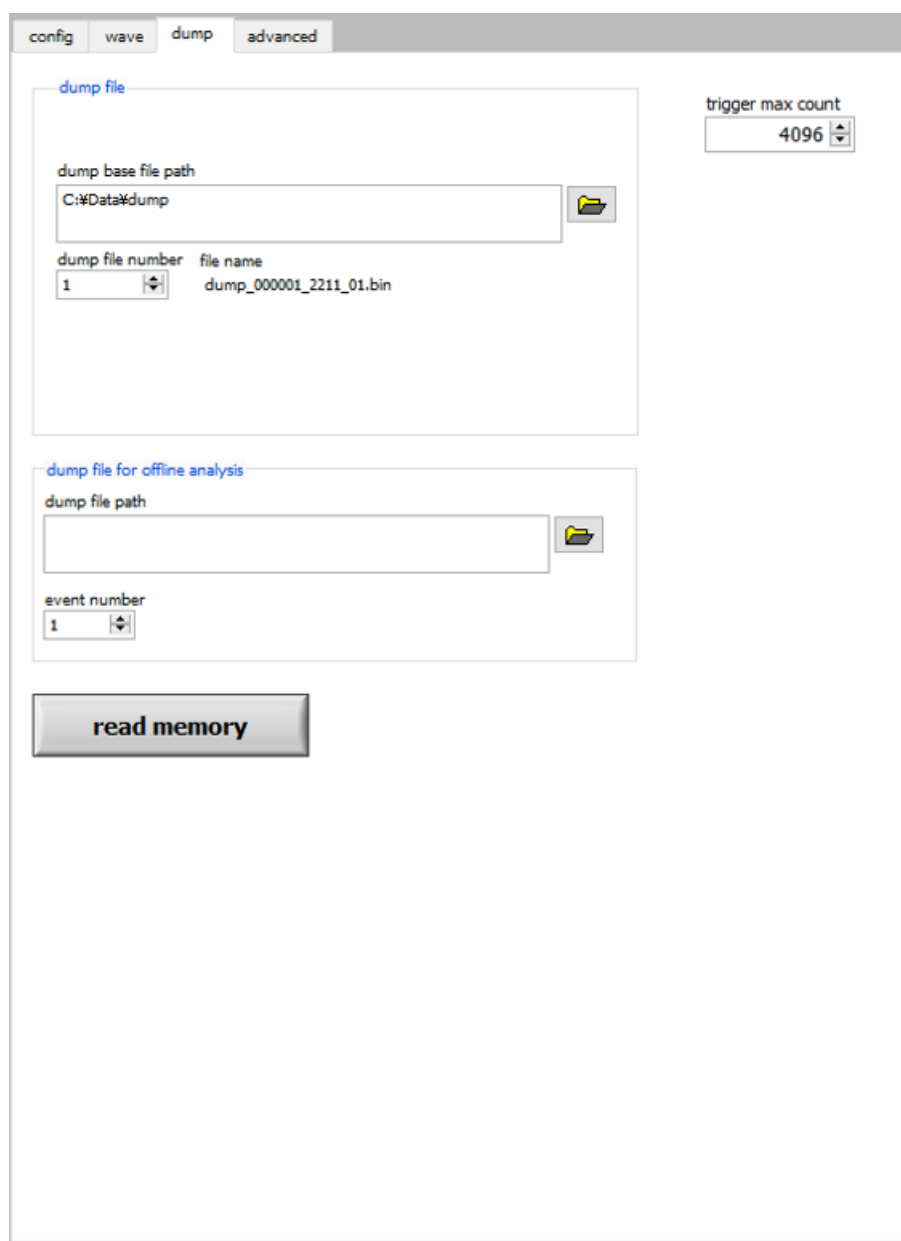 config wave dump advanced
dump file
trigger max count
4096
dump base file path
C:¥Data¥dump
dump file number file name
1 dump_000001_2211_01.bin
dump file for offline analysis
dump file path
event number
1
read memory